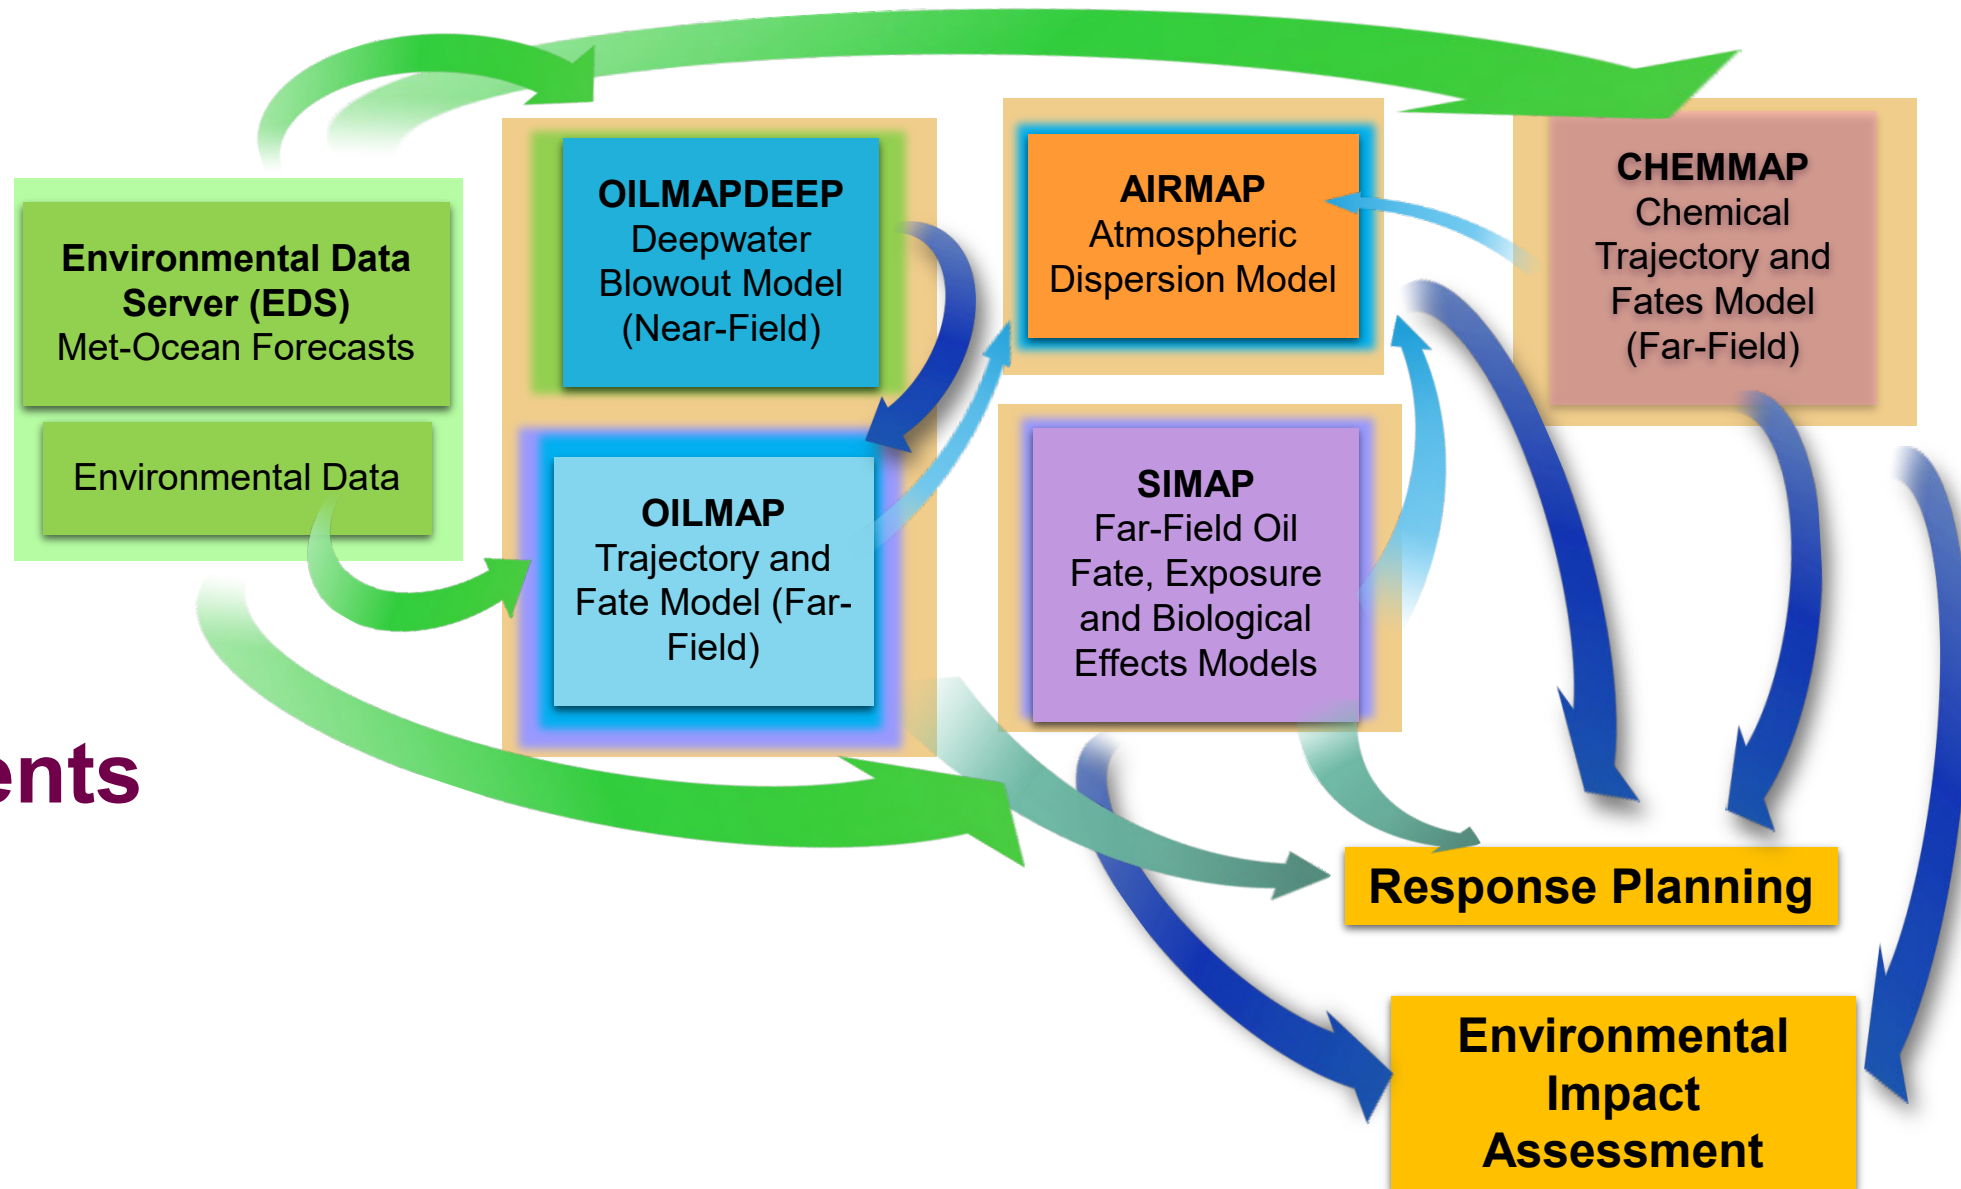 Environmental Data
Server (EDS)
Met-Ocean Forecasts
Environmental Data
OILMAPDEEP
Deepwater
Blowout Model
(Near-Field)
OILMAP
Trajectory and
Fate Model (Far-
Field)
AIRMAP
Atmospheric
Dispersion Model
SIMAP
Far-Field Oil
Fate, Exposure
and Biological
Effects Models
CHEMMAP
Chemical
Trajectory and
Fates Model
(Far-Field)
ents
Response Planning
Environmental
Impact
Assessment